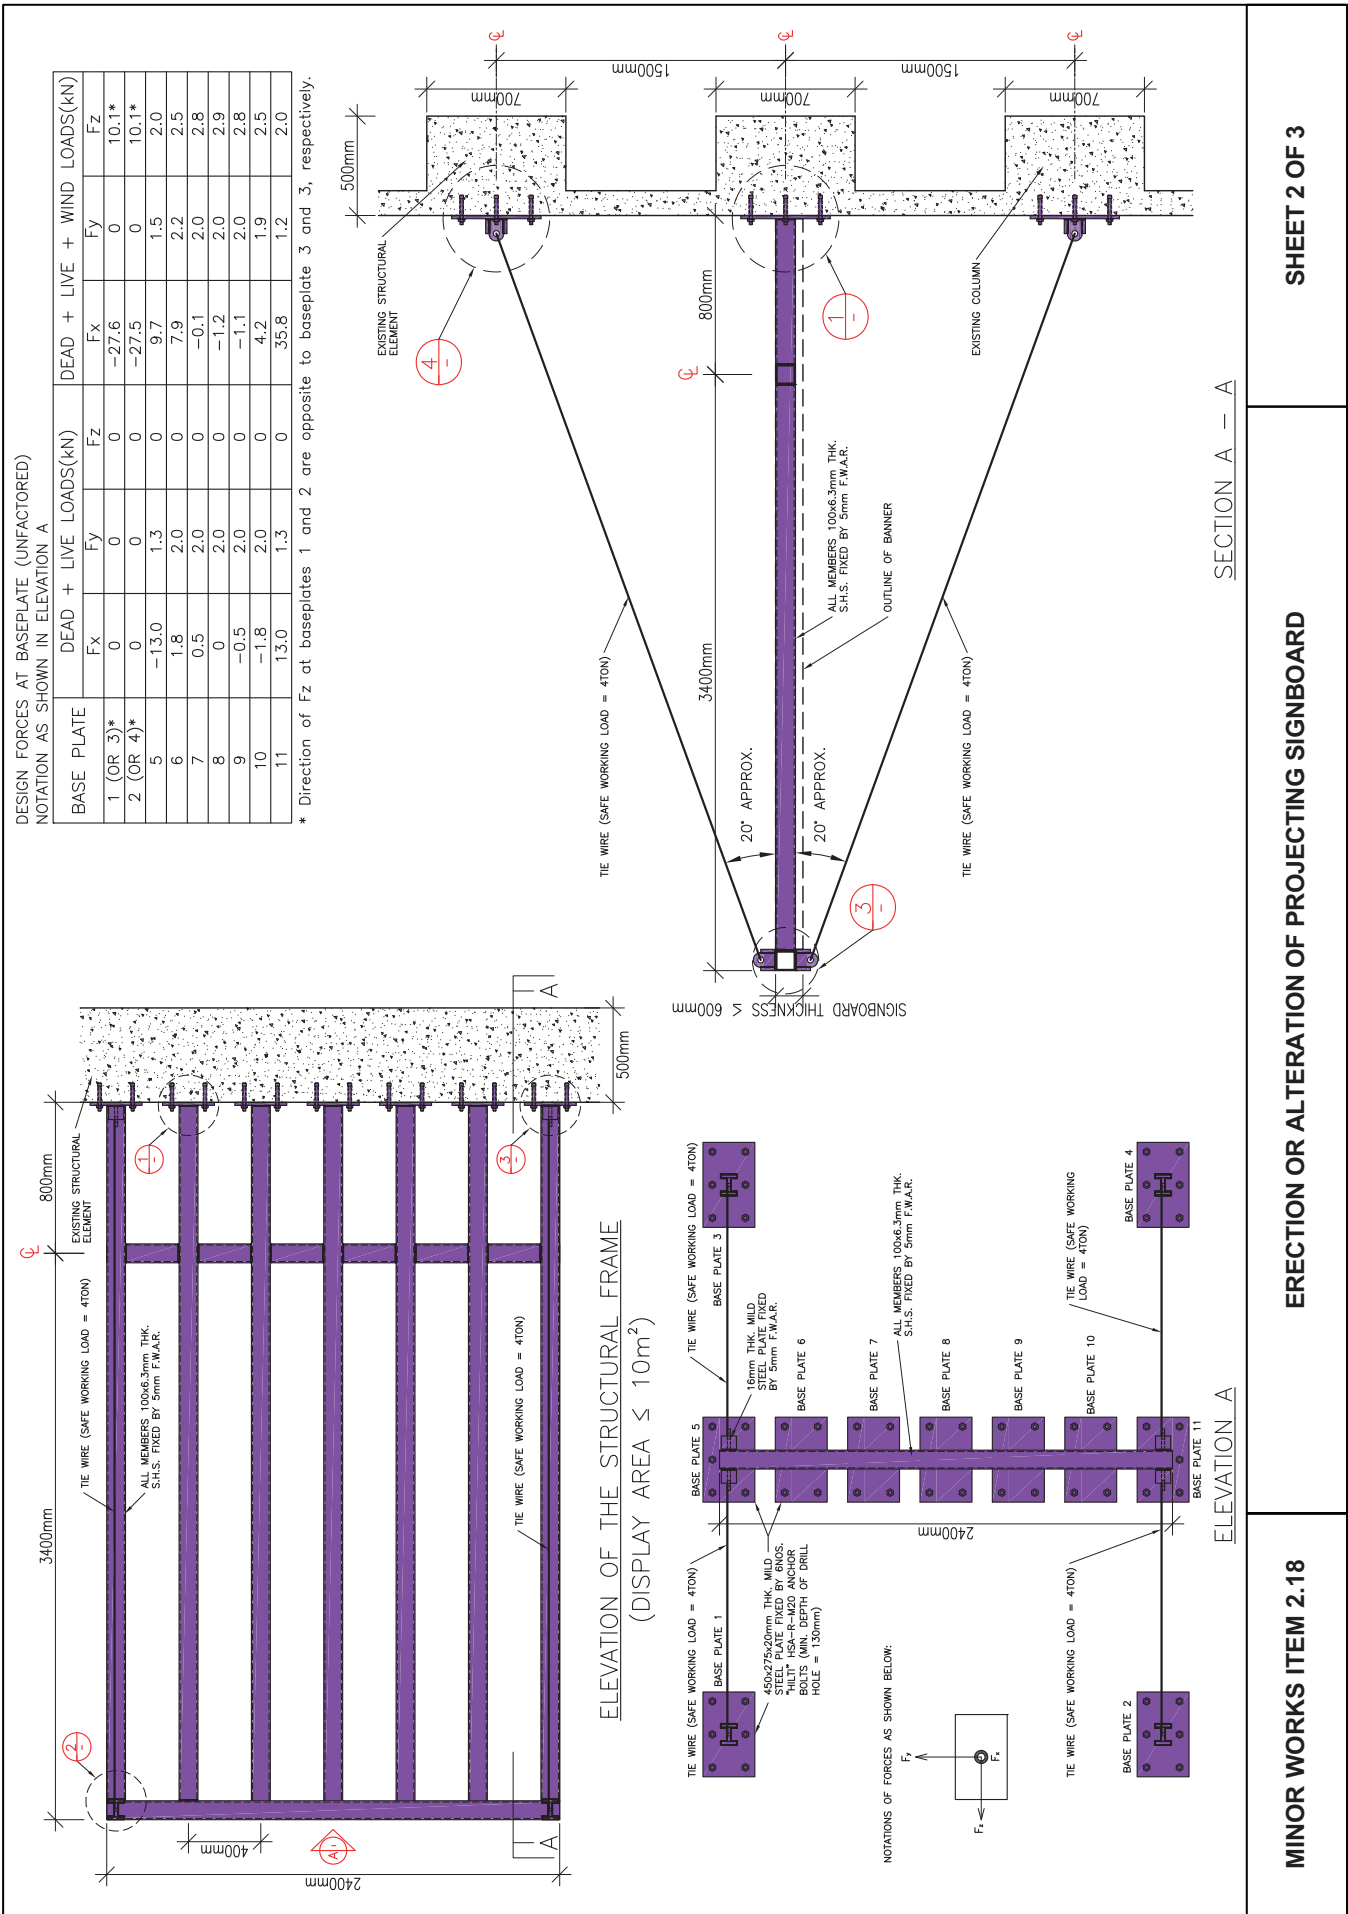 DESIGN FORCES AT BASEPLATE (UNFACTORED)
NOTATION AS SHOWN IN ELEVATION A
BASE PLATE DEAD + LIVE LOADS(kN) DEAD + LIVE + WIND LOADS(kN)
Fx Fy Fz Fx Fy Fz
1 (OR 3)* 0 0 0 -27.6 0 10.1*
2 (OR 4)* 0 0 0 -27.5 0 10.1*
5 -13.0 1.3 0 9.7 1.5 2.0
6 1.8 2.0 0 7.9 2.2 2.5
7 0.5 2.0 0 -0.1 2.0 2.8
8 0 2.0 0 -1.2 2.0 2.9
9 -0.5 2.0 0 -1.1 2.0 2.8
10 -1.8 2.0 0 4.2 1.9 2.5
11 13.0 1.3 0 35.8 1.2 2.0
* Direction of Fz at baseplates 1 and 2 are opposite to baseplate 3 and 3, respectively.
3400mm
800mm
℄
EXISTING STRUCTURAL
ELEMENT
TIE WIRE (SAFE WORKING LOAD = 4TON)
ALL MEMBERS 100x6.3mm THK.
S.H.S. FIXED BY 5mm F.W.A.R.
TIE WIRE (SAFE WORKING LOAD = 4TON)
2
-
1
-
3
-
400mm
2400mm
A
-
A
A
500mm
ELEVATION OF THE STRUCTURAL FRAME
(DISPLAY AREA ≤ 10m²)
500mm
700mm
700mm
700mm
1500mm
1500mm
℄
℄
℄
EXISTING STRUCTURAL
ELEMENT
4
-
800mm
℄
1
-
EXISTING COLUMN
3400mm
TIE WIRE (SAFE WORKING LOAD = 4TON)
ALL MEMBERS 100x6.3mm THK.
S.H.S. FIXED BY 5mm F.W.A.R.
OUTLINE OF BANNER
20° APPROX.
20° APPROX.
TIE WIRE (SAFE WORKING LOAD = 4TON)
3
-
SIGNBOARD THICKNESS ≤ 600mm
SECTION A - A
TIE WIRE (SAFE WORKING LOAD = 4TON)
BASE PLATE 1
450x275x20mm THK. MILD
STEEL PLATE FIXED BY 6NOS.
"HILTI" HSA-R-M20 ANCHOR
BOLTS (MIN. DEPTH OF DRILL
HOLE = 130mm)
BASE PLATE 5
TIE WIRE (SAFE WORKING LOAD = 4TON)
BASE PLATE 3
16mm THK. MILD
STEEL PLATE FIXED
BY 5mm F.W.A.R.
BASE PLATE 6
BASE PLATE 7
ALL MEMBERS 100x6.3mm THK.
S.H.S. FIXED BY 5mm F.W.A.R.
BASE PLATE 8
BASE PLATE 9
BASE PLATE 10
BASE PLATE 11
2400mm
TIE WIRE (SAFE WORKING
LOAD = 4TON)
BASE PLATE 4
TIE WIRE (SAFE WORKING LOAD = 4TON)
BASE PLATE 2
NOTATIONS OF FORCES AS SHOWN BELOW:
Fy
Fz
Fx
ELEVATION A
MINOR WORKS ITEM 2.18
ERECTION OR ALTERATION OF PROJECTING SIGNBOARD
SHEET 2 OF 3